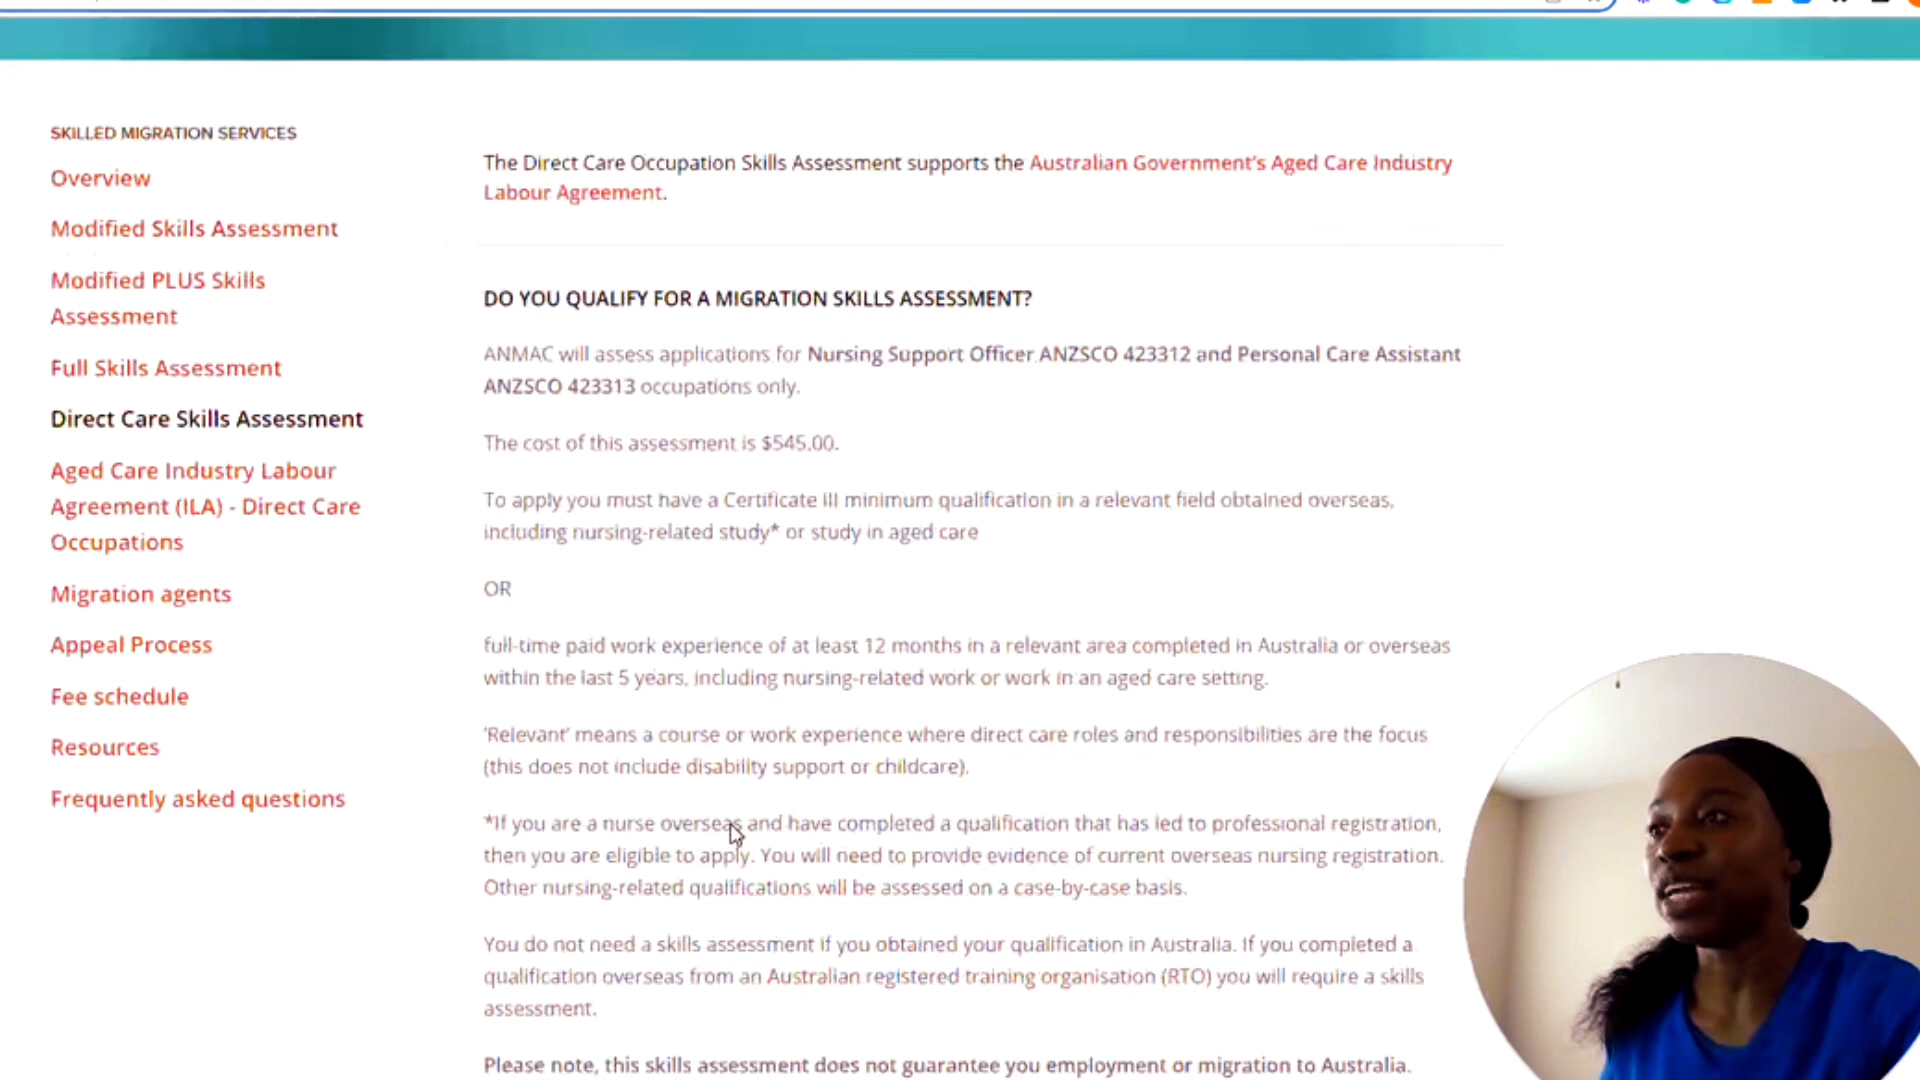 SKILLED MIGRATION SERVICES
Overview
Modified Skills Assessment
Modified PLUS Skills
Assessment
Full Skills Assessment
Direct Care Skills Assessment
Aged Care Industry Labour
Agreement (ILA) - Direct Care
Occupations
Migration agents
Appeal Process
Fee schedule
Resources
Frequently asked questions
The Direct Care Occupation Skills Assessment supports the Australian Government's Aged Care Industry
Labour Agreement.
DO YOU QUALIFY FOR A MIGRATION SKILLS ASSESSMENT?
ANMAC will assess applications for Nursing Support Officer ANZSCO 423312 and Personal Care Assistant
ANZSCO 423313 occupations only.
The cost of this assessment is $545.00.
To apply you must have a Certificate III minimum qualification in a relevant field obtained overseas,
including nursing-related study* or study in aged care
OR
full-time paid work experience of at least 12 months in a relevant area completed in Australia or overseas
within the last 5 years, including nursing-related work or work in an aged care setting.
'Relevant' means a course or work experience where direct care roles and responsibilities are the focus
(this does not include disability support or childcare).
*If you are a nurse overseas and have completed a qualification that has led to professional registration,
then you are eligible to apply. You will need to provide evidence of current overseas nursing registration.
Other nursing-related qualifications will be assessed on a case-by-case basis.
You do not need a skills assessment if you obtained your qualification in Australia. If you completed a
qualification overseas from an Australian registered training organisation (RTO) you will require a skills
assessment.
Please note, this skills assessment does not guarantee you employment or migration to Australia.